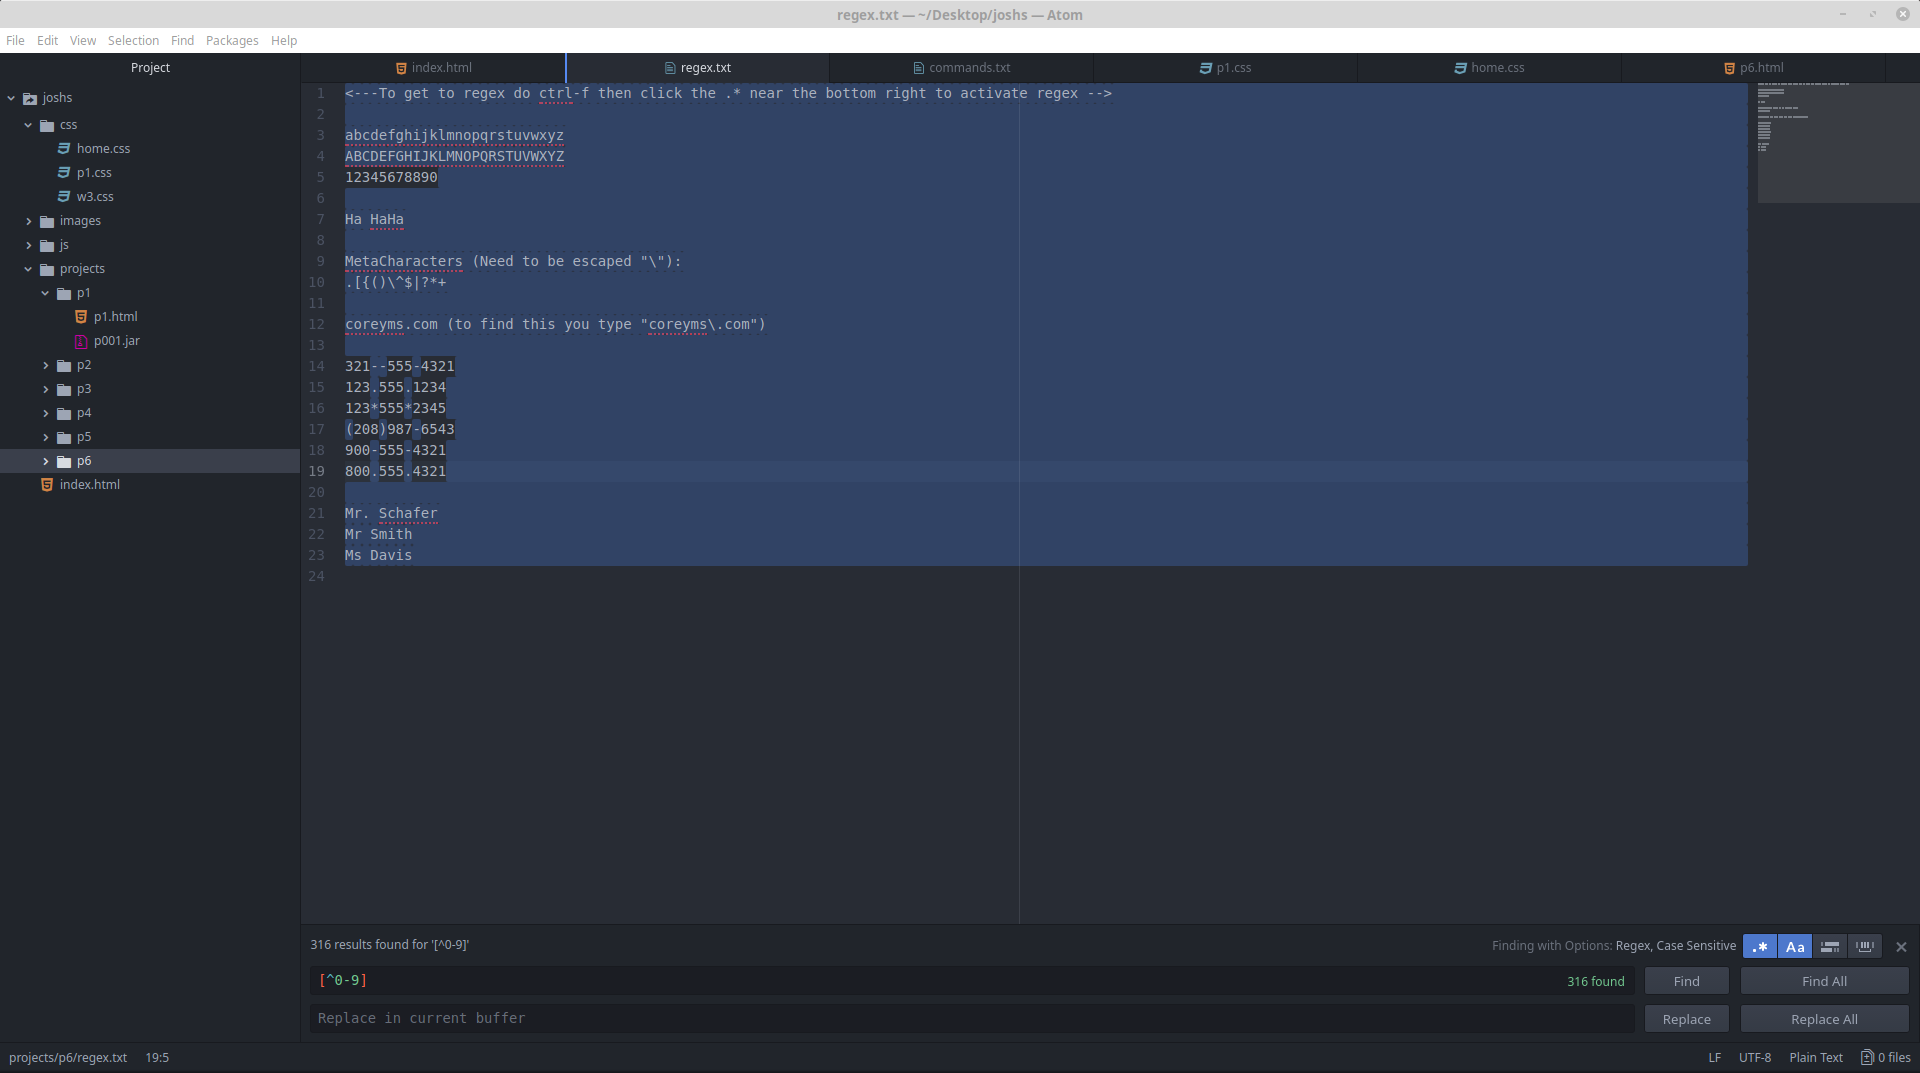 regex.txt — ~/Desktop/joshs — Atom
File Edit View Selection Find Packages Help
Project
joshs
css
home.css
p1.css
w3.css
images
js
projects
p1
p1.html
p001.jar
p2
p3
p4
p5
p6
index.html
index.html regex.txt commands.txt p1.css home.css p6.html
1 <---To get to regex do ctrl-f then click the .* near the bottom right to activate regex -->
2
3 abcdefghijklmnopqrstuvwxyz
4 ABCDEFGHIJKLMNOPQRSTUVWXYZ
5 12345678890
6
7 Ha HaHa
8
9 MetaCharacters (Need to be escaped "\"):
10 .[{()\^$|?*+
11
12 coreyms.com (to find this you type "coreyms\.com")
13
14 321--555-4321
15 123.555.1234
16 123*555*2345
17 (208)987-6543
18 900-555-4321
19 800.555.4321
20
21 Mr. Schafer
22 Mr Smith
23 Ms Davis
24
316 results found for '[^0-9]'
Finding with Options: Regex, Case Sensitive .* Aa
[^0-9] 316 found Find Find All
Replace in current buffer Replace Replace All
projects/p6/regex.txt 19:5 LF UTF-8 Plain Text 0 files